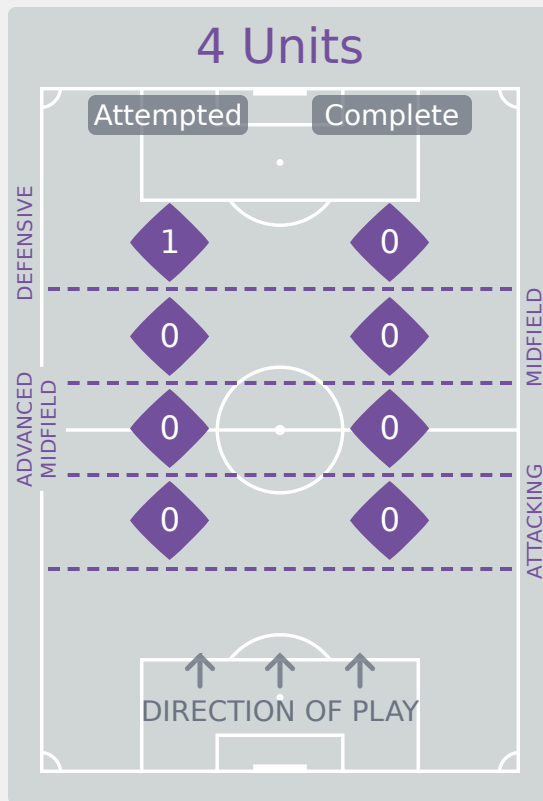 4 Units
Attempted
Complete
DEFENSIVE
1
0
MIDFIELD
0
0
ADVANCED
MIDFIELD
0
0
ATTACKING
0
0
DIRECTION OF PLAY